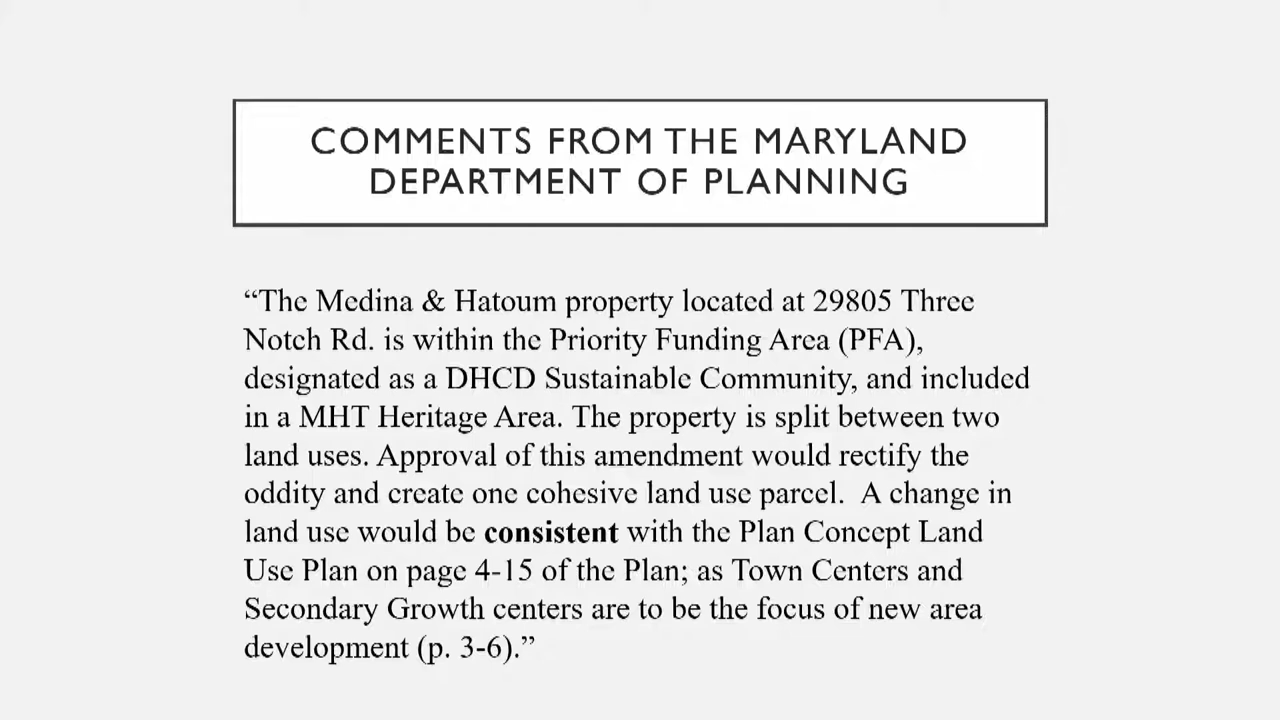 COMMENTS FROM THE MARYLAND
DEPARTMENT OF PLANNING
“The Medina & Hatoum property located at 29805 Three
Notch Rd. is within the Priority Funding Area (PFA),
designated as a DHCD Sustainable Community, and included
in a MHT Heritage Area. The property is split between two
land uses. Approval of this amendment would rectify the
oddity and create one cohesive land use parcel.  A change in
land use would be consistent with the Plan Concept Land
Use Plan on page 4-15 of the Plan; as Town Centers and
Secondary Growth centers are to be the focus of new area
development (p. 3-6).”